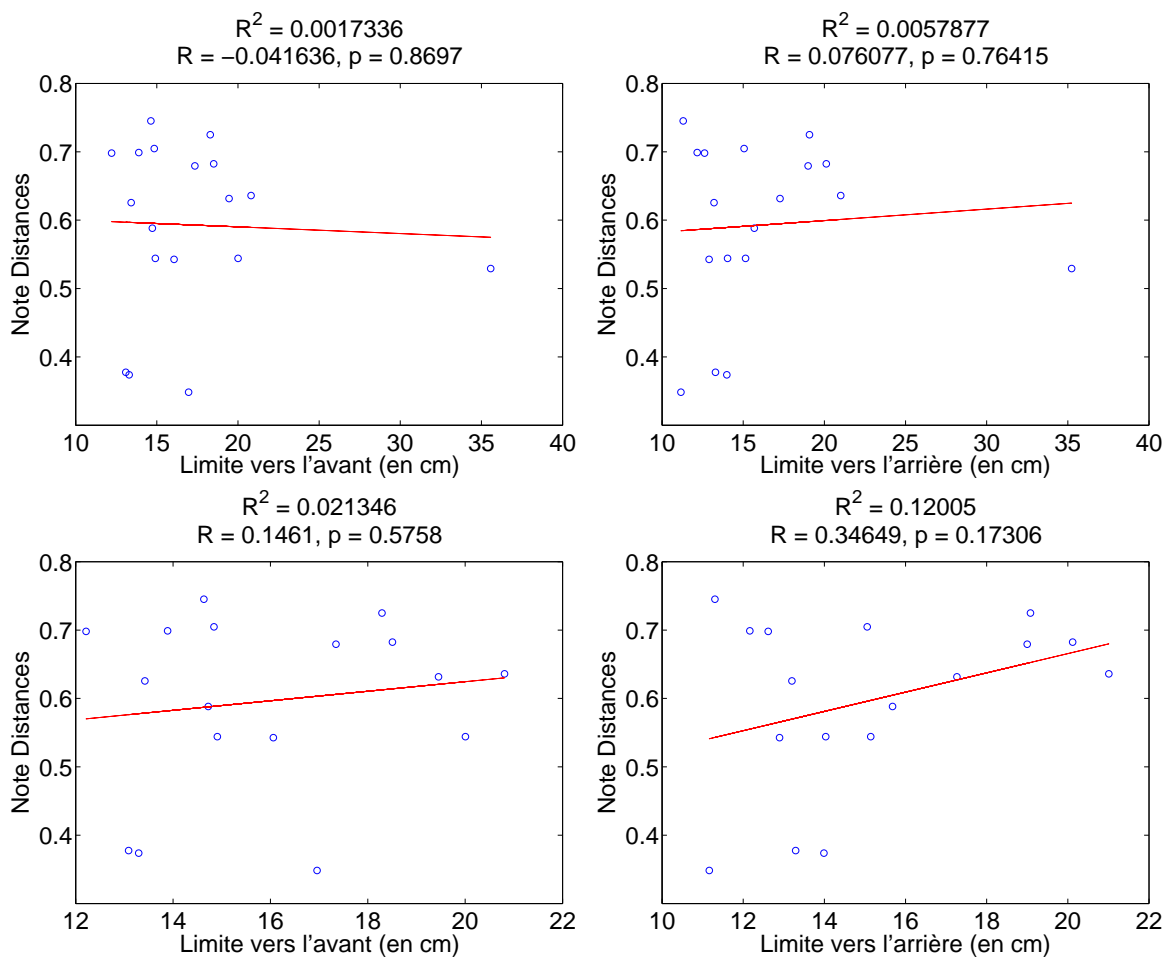 R² = 0.0017336
R = −0.041636, p = 0.8697
0.8
0.7
0.6
0.5
0.4
Note Distances
10 15 20 25 30 35 40
Limite vers l'avant (en cm)
R² = 0.0057877
R = 0.076077, p = 0.76415
0.8
0.7
0.6
0.5
0.4
Note Distances
10 15 20 25 30 35 40
Limite vers l'arrière (en cm)
R² = 0.021346
R = 0.1461, p = 0.5758
0.8
0.7
0.6
0.5
0.4
Note Distances
12 14 16 18 20 22
Limite vers l'avant (en cm)
R² = 0.12005
R = 0.34649, p = 0.17306
0.8
0.7
0.6
0.5
0.4
Note Distances
10 12 14 16 18 20 22
Limite vers l'arrière (en cm)